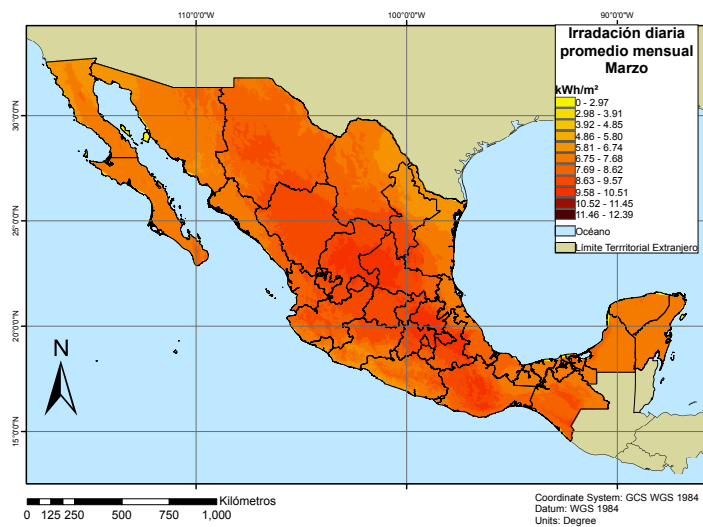 110°0'0"W
100°0'0"W
90°0'0"W
Irradación diaria
promedio mensual
Marzo
kWh/m²
0 - 2.97
2.98 - 3.91
3.92 - 4.85
4.86 - 5.80
5.81 - 6.74
6.75 - 7.68
7.69 - 8.62
8.63 - 9.57
9.58 - 10.51
10.52 - 11.45
11.46 - 12.39
Océano
Límite Terrritorial Extranjero
30°0'0"N
25°0'0"N
20°0'0"N
15°0'0"N
N
Kilómetros
0 125 250 500 750 1,000
Coordinate System: GCS WGS 1984
Datum: WGS 1984
Units: Degree